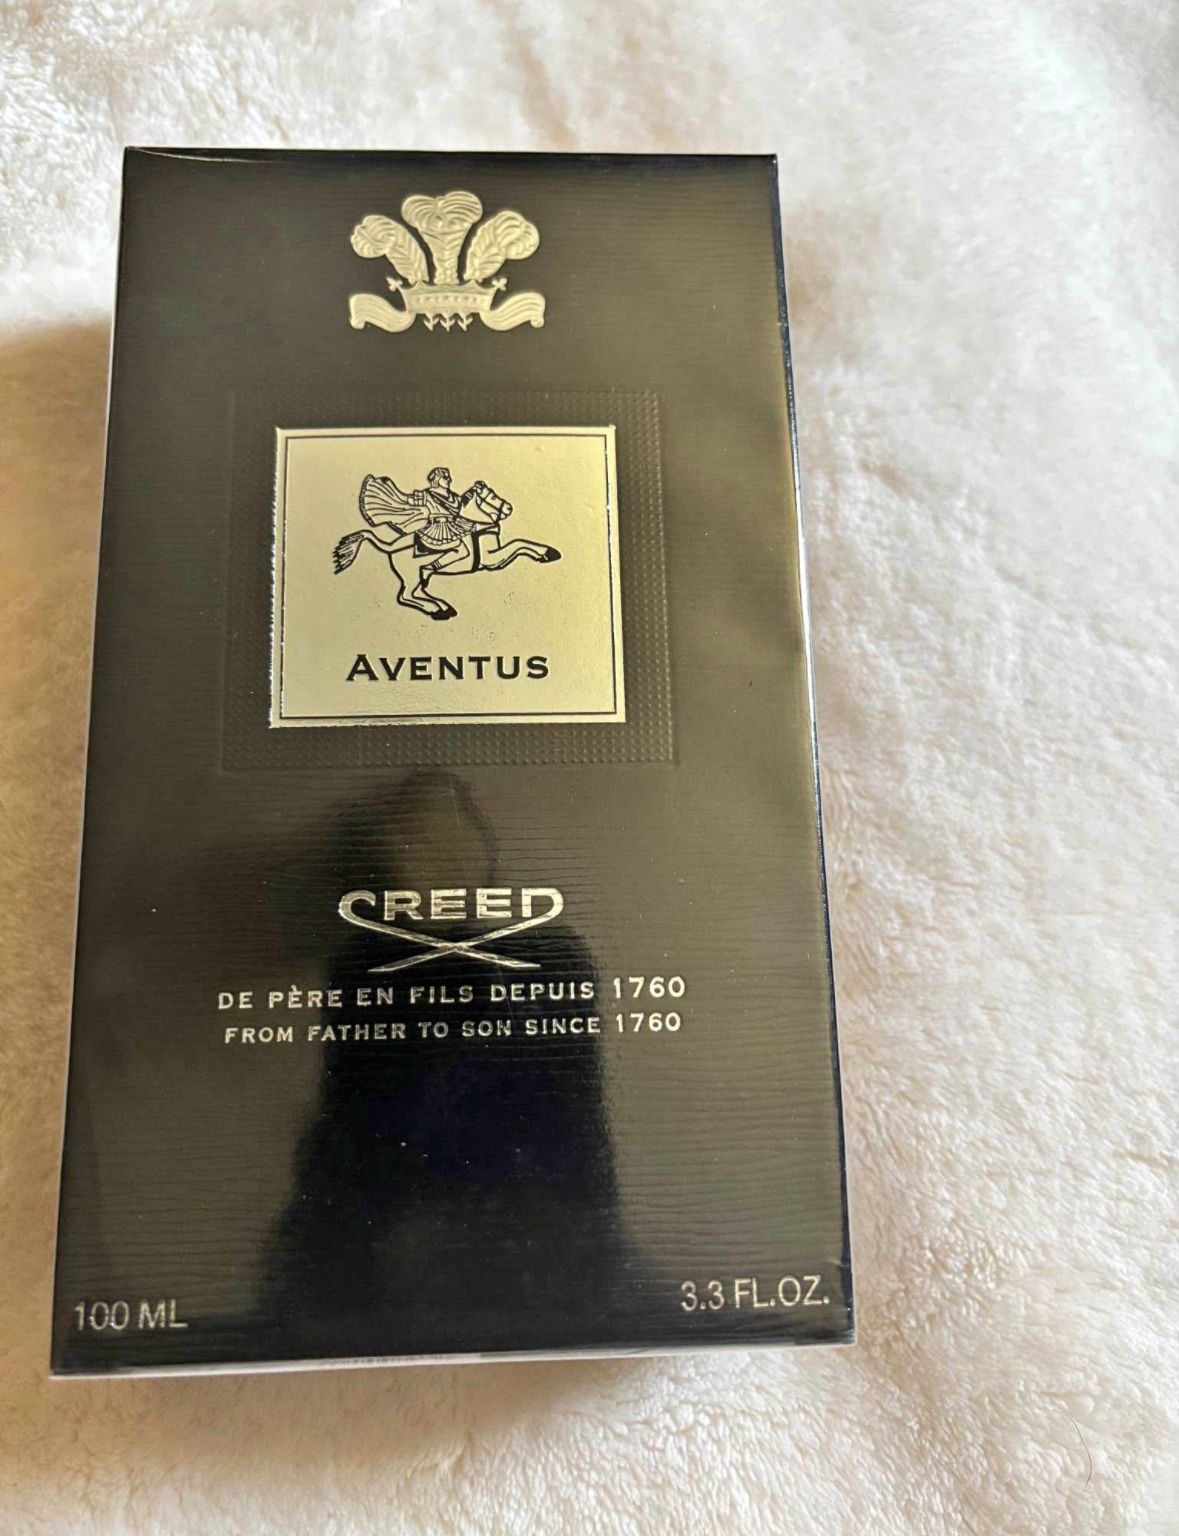 AVENTUS
CREED
DE PÈRE EN FILS DEPUIS 1760
FROM FATHER TO SON SINCE 1760
100 ML
3.3 FL.OZ.